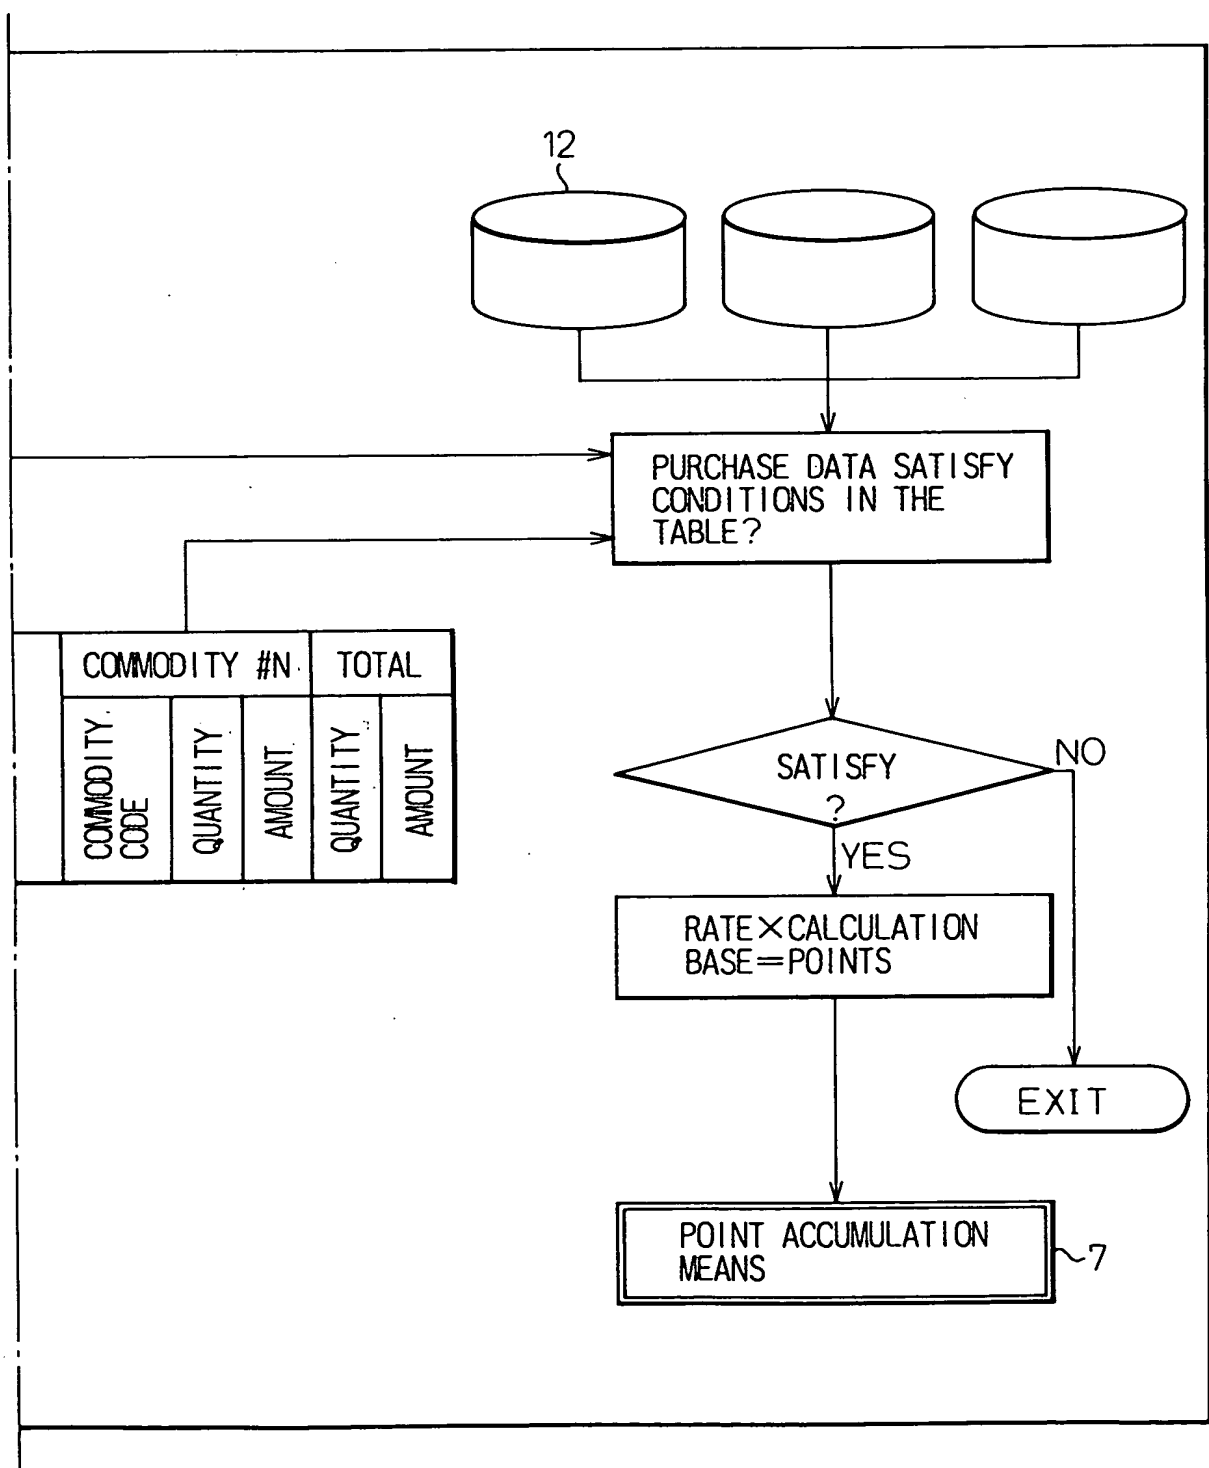 12
PURCHASE DATA SATISFY
CONDITIONS IN THE
TABLE?
COMMODITY #N
TOTAL
COMMODITY
CODE
QUANTITY
AMOUNT
QUANTITY
AMOUNT
SATISFY
?
NO
YES
RATE×CALCULATION
BASE=POINTS
EXIT
POINT ACCUMULATION
MEANS
7